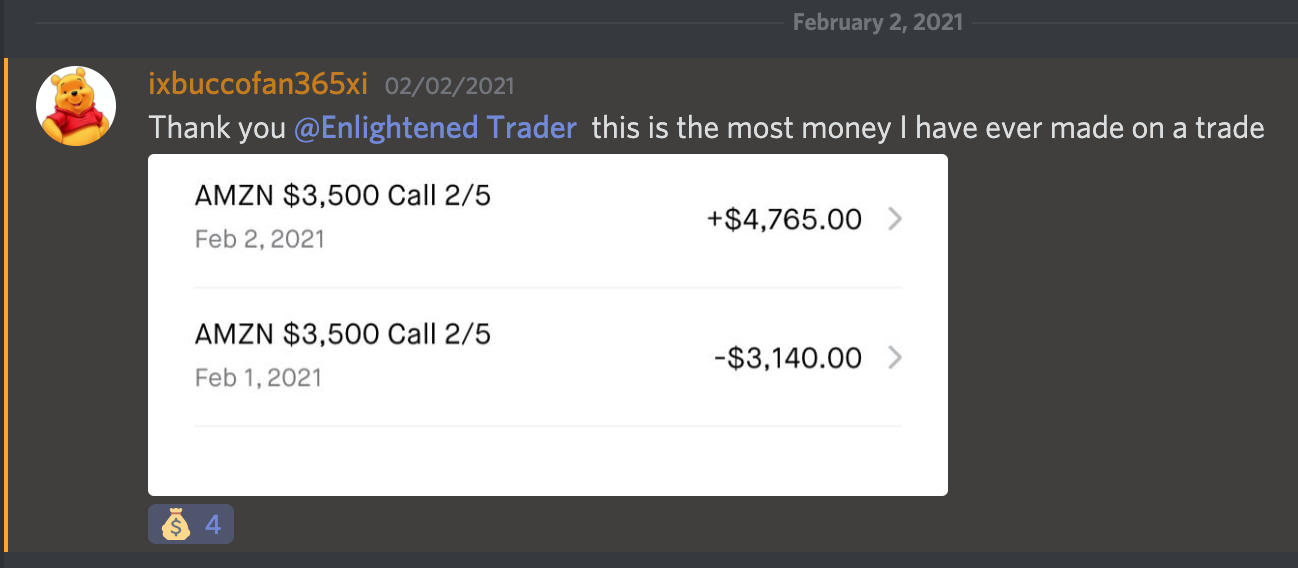 February 2, 2021
ixbuccofan365xi 02/02/2021
Thank you @Enlightened Trader this is the most money I have ever made on a trade
AMZN $3,500 Call 2/5
+$4,765.00
Feb 2, 2021
AMZN $3,500 Call 2/5
-$3,140.00
Feb 1, 2021
$ 4